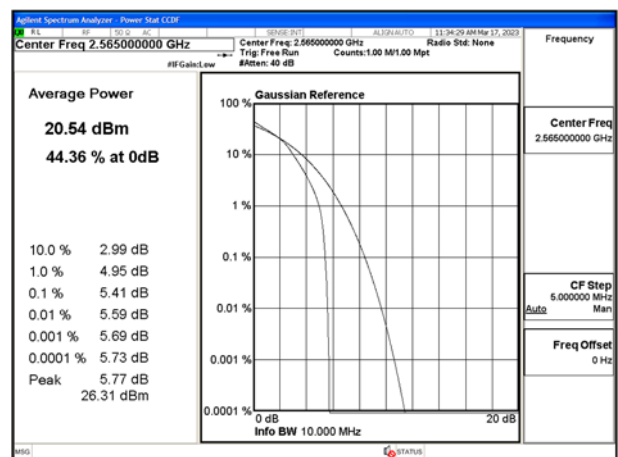 Agilent Spectrum Analyzer - Power Stat CCDF
RL RF 50 Ω AC SENSE:INT ALIGNAUTO 11:34:29 AM Mar 17, 2023
Center Freq 2.565000000 GHz
Center Freq: 2.565000000 GHz Radio Std: None
Trig: Free Run Counts:1.00 M/1.00 Mpt
#IFGain:Low #Atten: 40 dB
Frequency
Average Power
20.54 dBm
44.36 % at 0dB
10.0 % 2.99 dB
1.0 % 4.95 dB
0.1 % 5.41 dB
0.01 % 5.59 dB
0.001 % 5.69 dB
0.0001 % 5.73 dB
Peak 5.77 dB
26.31 dBm
Gaussian Reference
100 %
10 %
1 %
0.1 %
0.01 %
0.001 %
0.0001 %
0 dB 20 dB
Info BW 10.000 MHz
Center Freq
2.565000000 GHz
CF Step
5.000000 MHz
Auto Man
Freq Offset
0 Hz
MSG STATUS